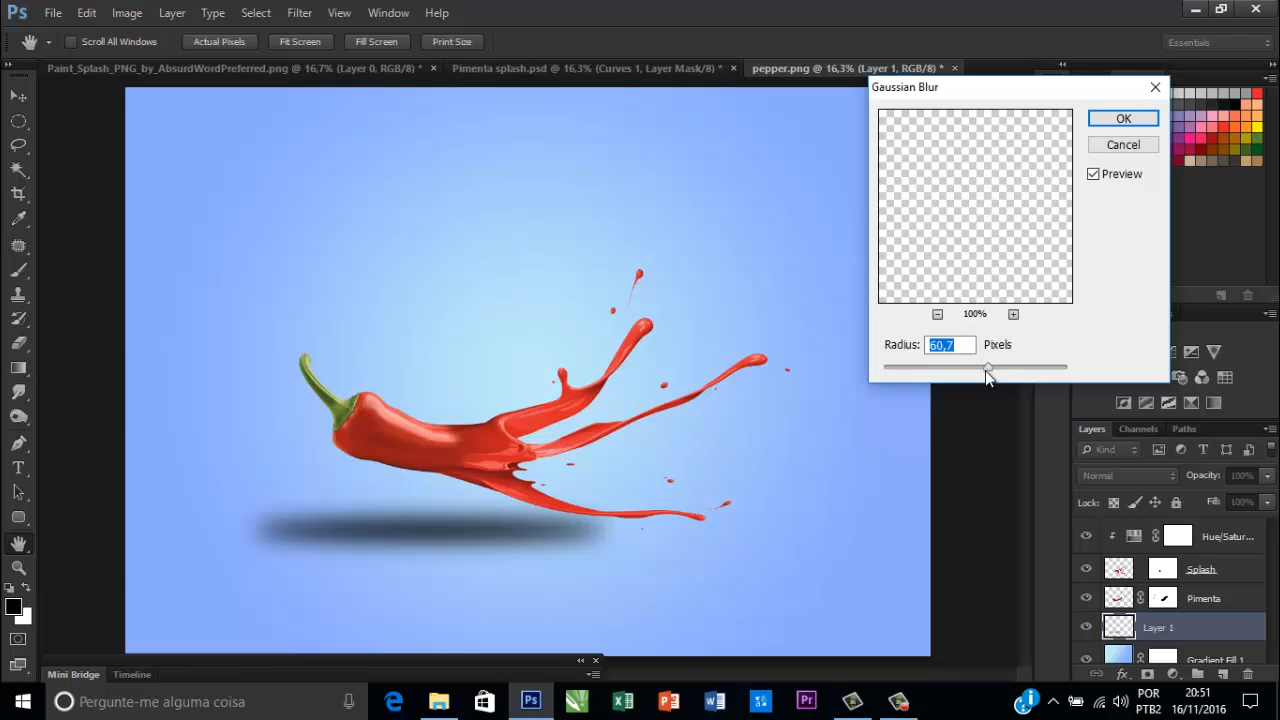 Ps File Edit Image Layer Type Select Filter View Window Help
Scroll All Windows Actual Pixels Fit Screen Fill Screen Print Size Essentials
Paint_Splash_PNG_by_AbsurdWordPreferred.png @ 16,7% (Layer 0, RGB/8) * × Pimenta splash.psd @ 16,3% (Curves 1, Layer Mask/8) * × pepper.png @ 16,3% (Layer 1, RGB/8) * ×
Gaussian Blur
OK
Cancel
Preview
100%
Radius: 60,7 Pixels
Layers Channels Paths
Kind
Normal Opacity: 100%
Lock: Fill: 100%
Hue/Satur...
Splash
Pimenta
Layer 1
Gradient Fill 1
Mini Bridge Timeline
Pergunte-me alguma coisa
Ps
Pr
POR
PTB2
20:51
16/11/2016